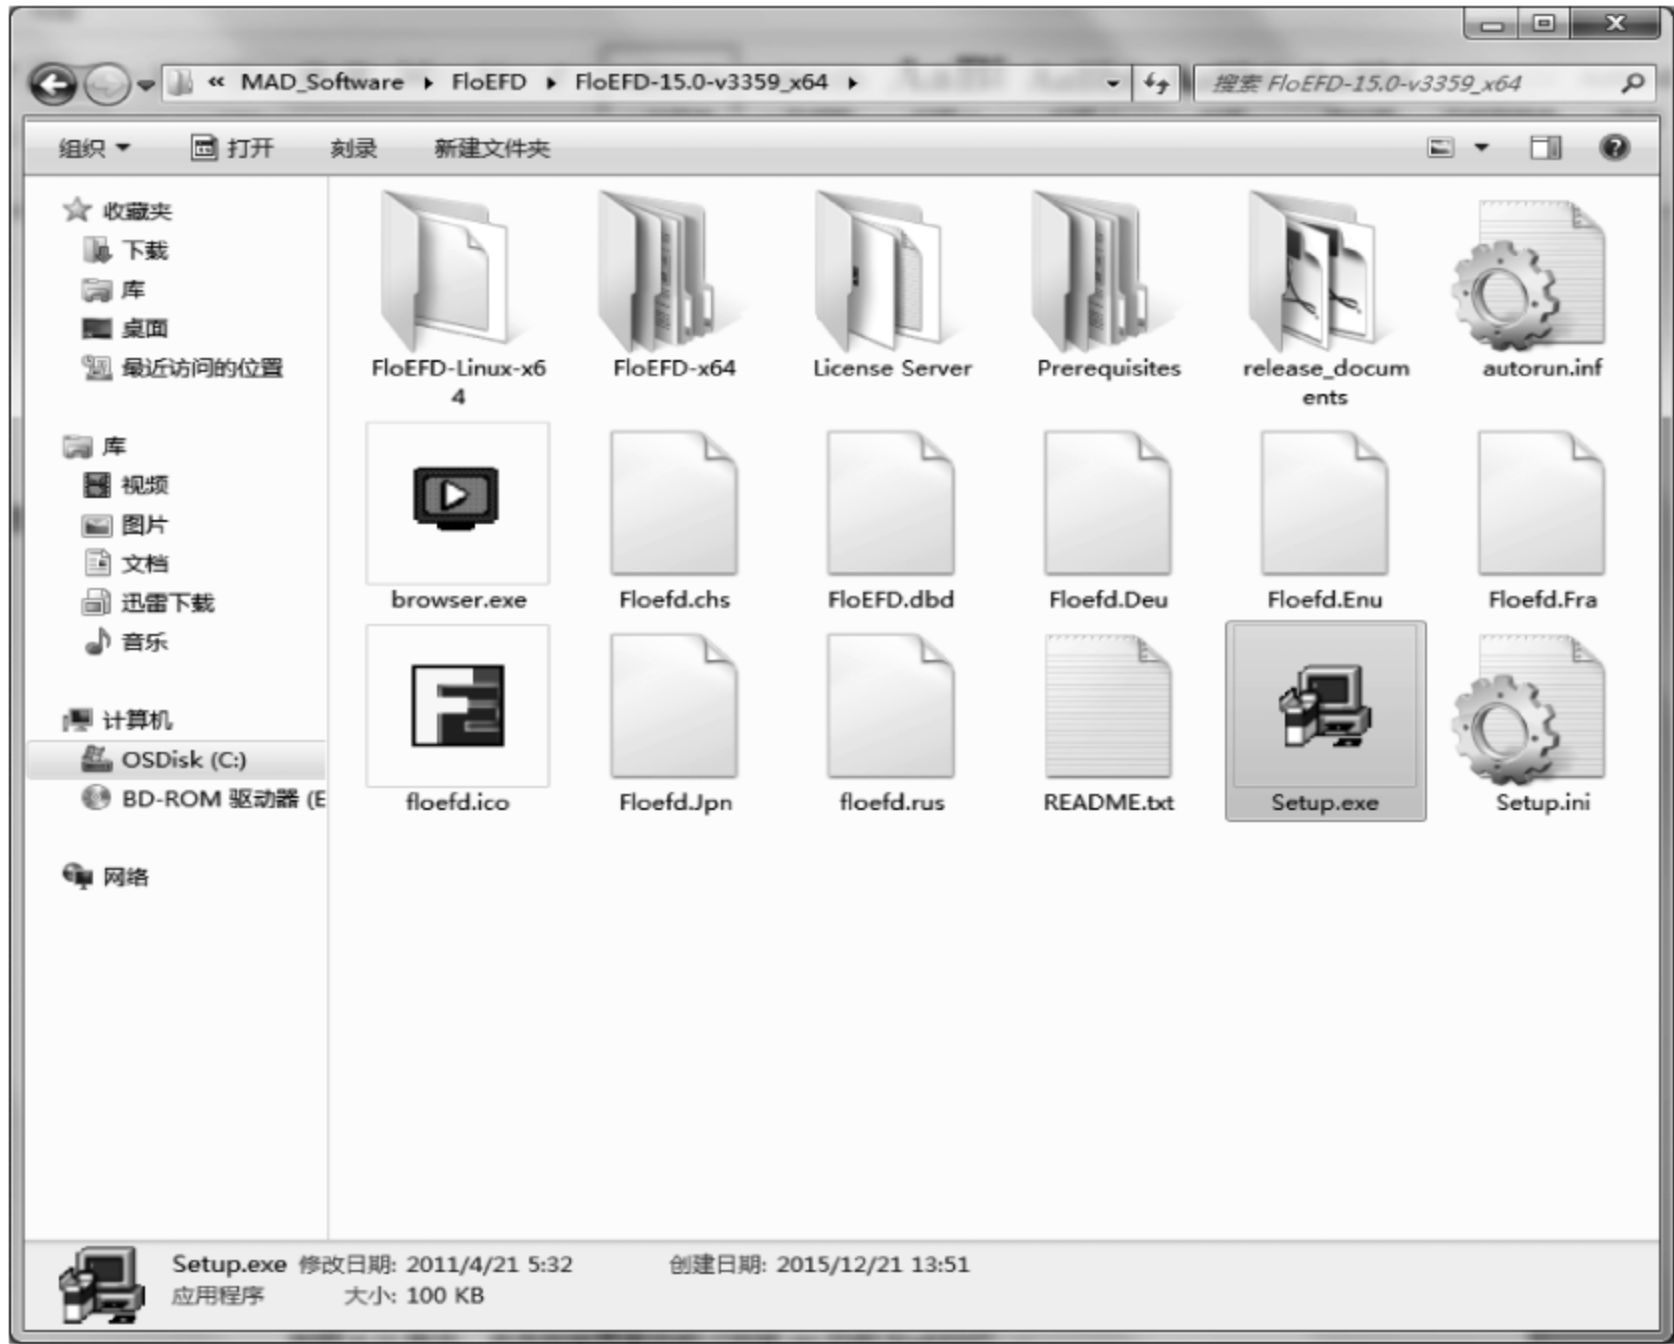 « MAD_Software ▸ FloEFD ▸ FloEFD-15.0-v3359_x64 ▸
搜索 FloEFD-15.0-v3359_x64
组织 打开 刻录 新建文件夹
收藏夹
下载
库
桌面
最近访问的位置
库
视频
图片
文档
迅雷下载
音乐
计算机
OSDisk (C:)
BD-ROM 驱动器 (E
网络
FloEFD-Linux-x6
4
FloEFD-x64
License Server
Prerequisites
release_docum
ents
autorun.inf
browser.exe
Floefd.chs
FloEFD.dbd
Floefd.Deu
Floefd.Enu
Floefd.Fra
floefd.ico
Floefd.Jpn
floefd.rus
README.txt
Setup.exe
Setup.ini
Setup.exe 修改日期: 2011/4/21 5:32 创建日期: 2015/12/21 13:51
应用程序 大小: 100 KB